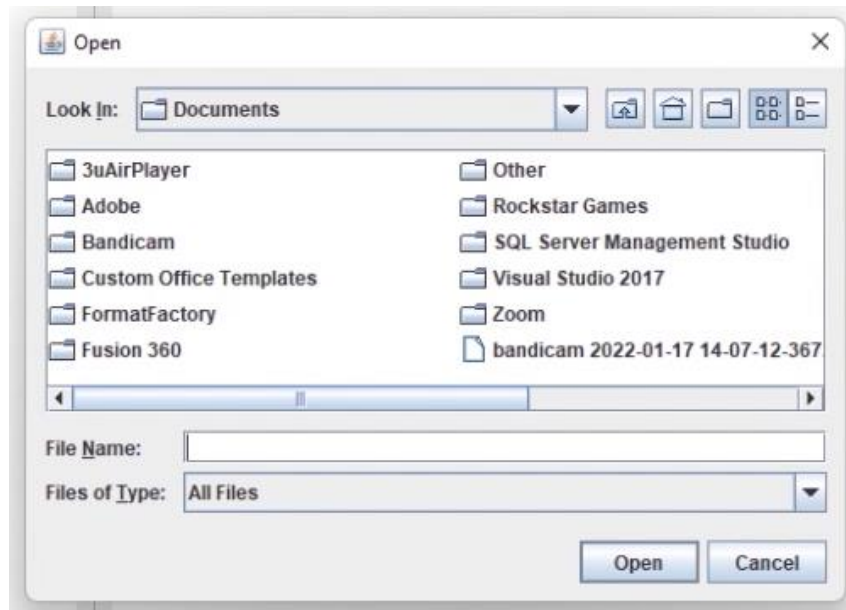 Open
Look In: Documents
3uAirPlayer
Adobe
Bandicam
Custom Office Templates
FormatFactory
Fusion 360
Other
Rockstar Games
SQL Server Management Studio
Visual Studio 2017
Zoom
bandicam 2022-01-17 14-07-12-367
File Name:
Files of Type: All Files
Open Cancel